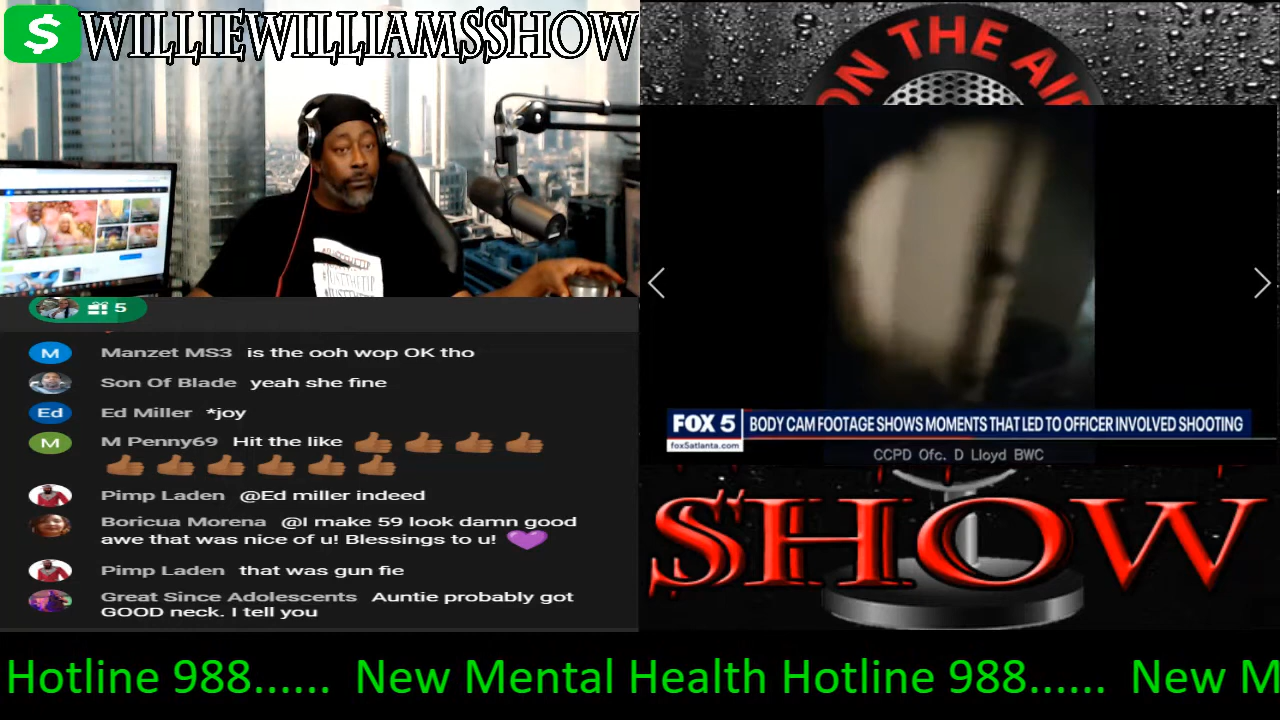 $ WILLIEWILLIAMSSHOW
ON THE AIR
5
M Manzet MS3 is the ooh wop OK tho
Son Of Blade yeah she fine
Ed Ed Miller *joy
M M Penny69 Hit the like 👍🏾👍🏾👍🏾👍🏾
👍🏾👍🏾👍🏾👍🏾👍🏾👍🏾
Pimp Laden @Ed miller indeed
Boricua Morena @I make 59 look damn good
awe that was nice of u! Blessings to u! 💜
Pimp Laden that was gun fie
Great Since Adolescents Auntie probably got
GOOD neck. I tell you
FOX 5 BODY CAM FOOTAGE SHOWS MOMENTS THAT LED TO OFFICER INVOLVED SHOOTING
fox5atlanta.com
CCPD Ofc. D Lloyd BWC
SHOW
Hotline 988...... New Mental Health Hotline 988...... New M